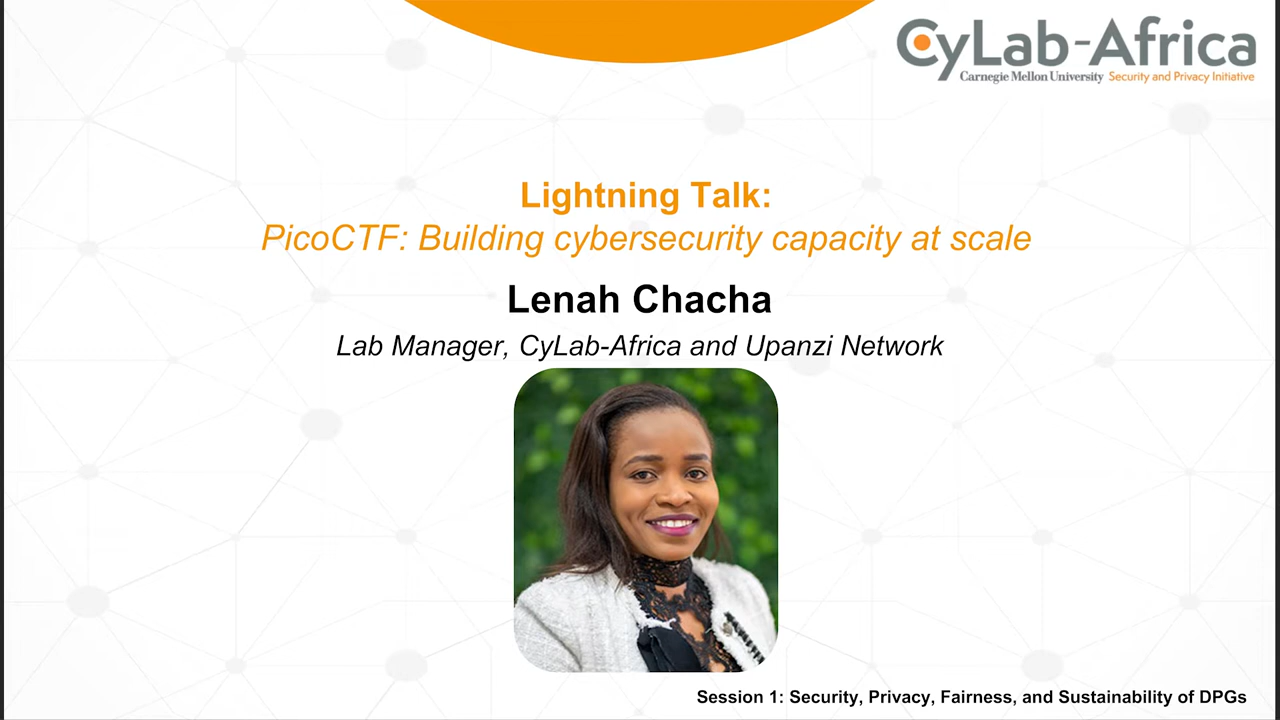 CyLab-Africa
Carnegie Mellon University Security and Privacy Initiative
Lightning Talk:
PicoCTF: Building cybersecurity capacity at scale
Lenah Chacha
Lab Manager, CyLab-Africa and Upanzi Network
Session 1: Security, Privacy, Fairness, and Sustainability of DPGs